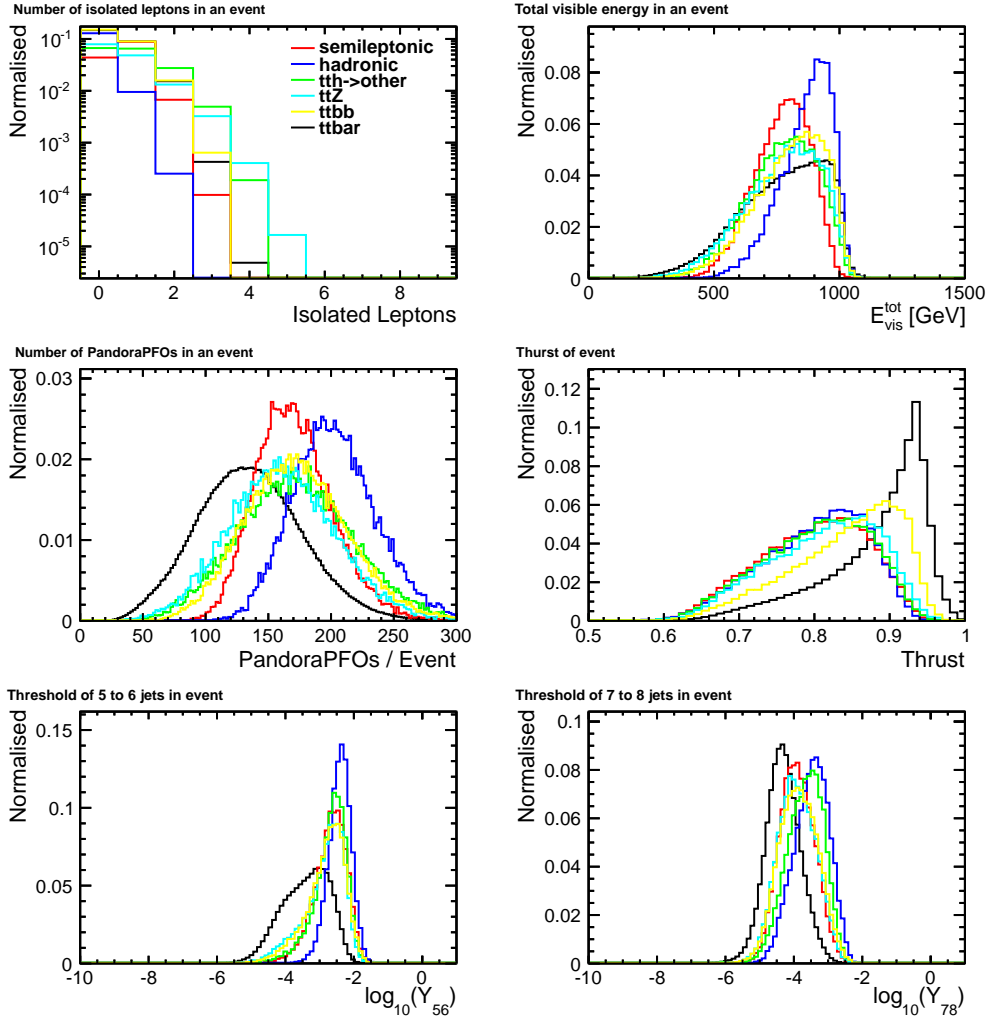 Number of isolated leptons in an event
Normalised
10^-1
10^-2
10^-3
10^-4
10^-5
semileptonic
hadronic
tth->other
ttZ
ttbb
ttbar
0 2 4 6 8
Isolated Leptons
Total visible energy in an event
Normalised
0.08
0.06
0.04
0.02
0
0 500 1000 1500
E_vis^tot [GeV]
Number of PandoraPFOs in an event
Normalised
0.03
0.02
0.01
0
0 50 100 150 200 250 300
PandoraPFOs / Event
Thurst of event
Normalised
0.12
0.1
0.08
0.06
0.04
0.02
0
0.5 0.6 0.7 0.8 0.9 1
Thrust
Threshold of 5 to 6 jets in event
Normalised
0.15
0.1
0.05
0
-10 -8 -6 -4 -2 0
log_10(Y_56)
Threshold of 7 to 8 jets in event
Normalised
0.1
0.08
0.06
0.04
0.02
0
-10 -8 -6 -4 -2 0
log_10(Y_78)